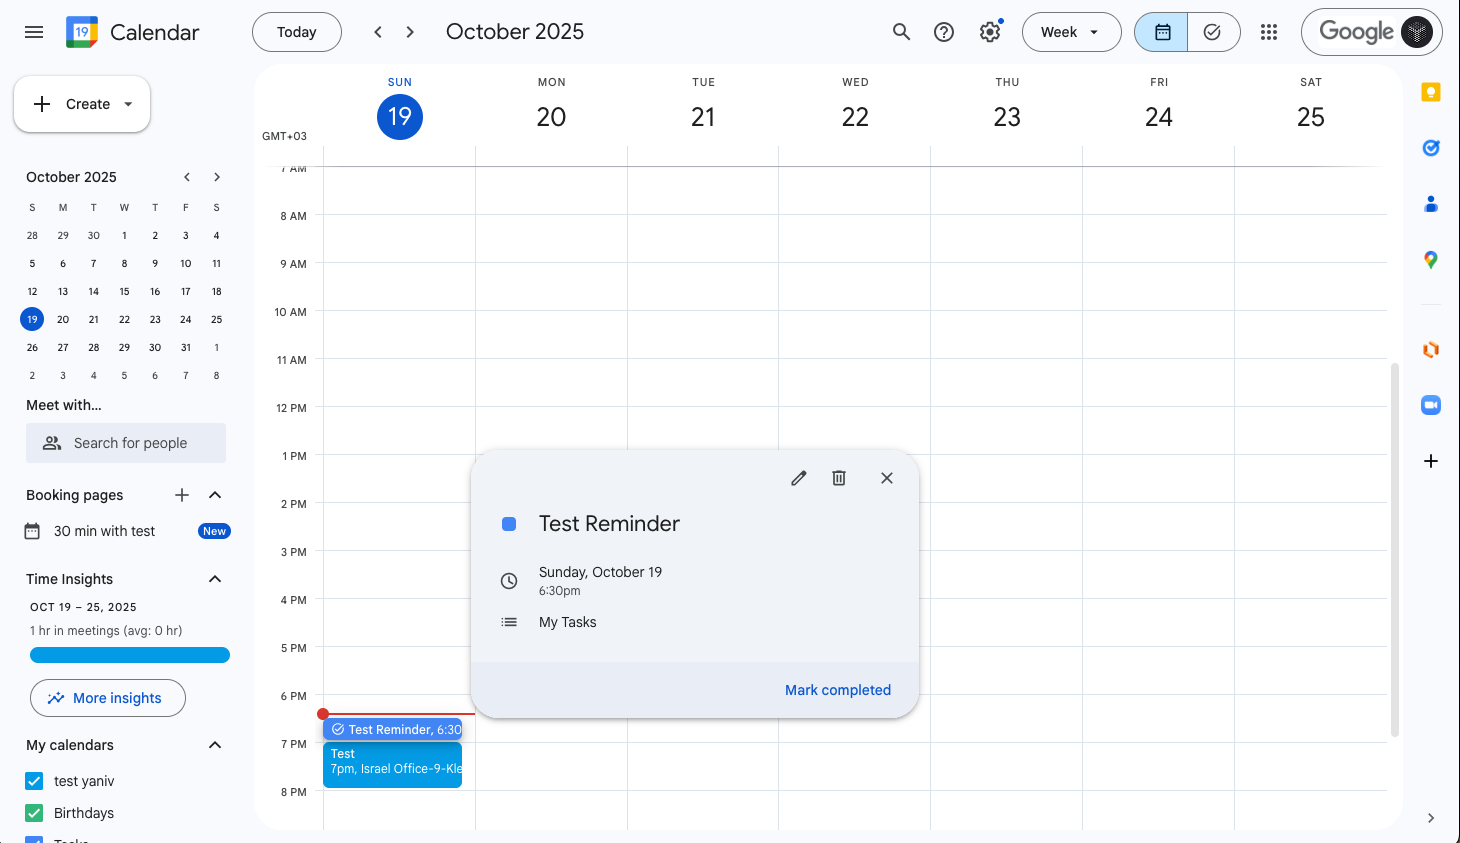 19
Calendar
Today
October 2025
Week
Google
Create
GMT+03
SUN
19
MON
20
TUE
21
WED
22
THU
23
FRI
24
SAT
25
October 2025
S M T W T F S
28 29 30 1 2 3 4
5 6 7 8 9 10 11
12 13 14 15 16 17 18
19 20 21 22 23 24 25
26 27 28 29 30 31 1
2 3 4 5 6 7 8
Meet with...
Search for people
Booking pages
30 min with test
New
Time Insights
OCT 19 – 25, 2025
1 hr in meetings (avg: 0 hr)
More insights
My calendars
test yaniv
Birthdays
Tasks
7 AM
8 AM
9 AM
10 AM
11 AM
12 PM
1 PM
2 PM
3 PM
4 PM
5 PM
6 PM
7 PM
8 PM
Test Reminder, 6:30
Test
7pm, Israel Office-9-Kle
Test Reminder
Sunday, October 19
6:30pm
My Tasks
Mark completed